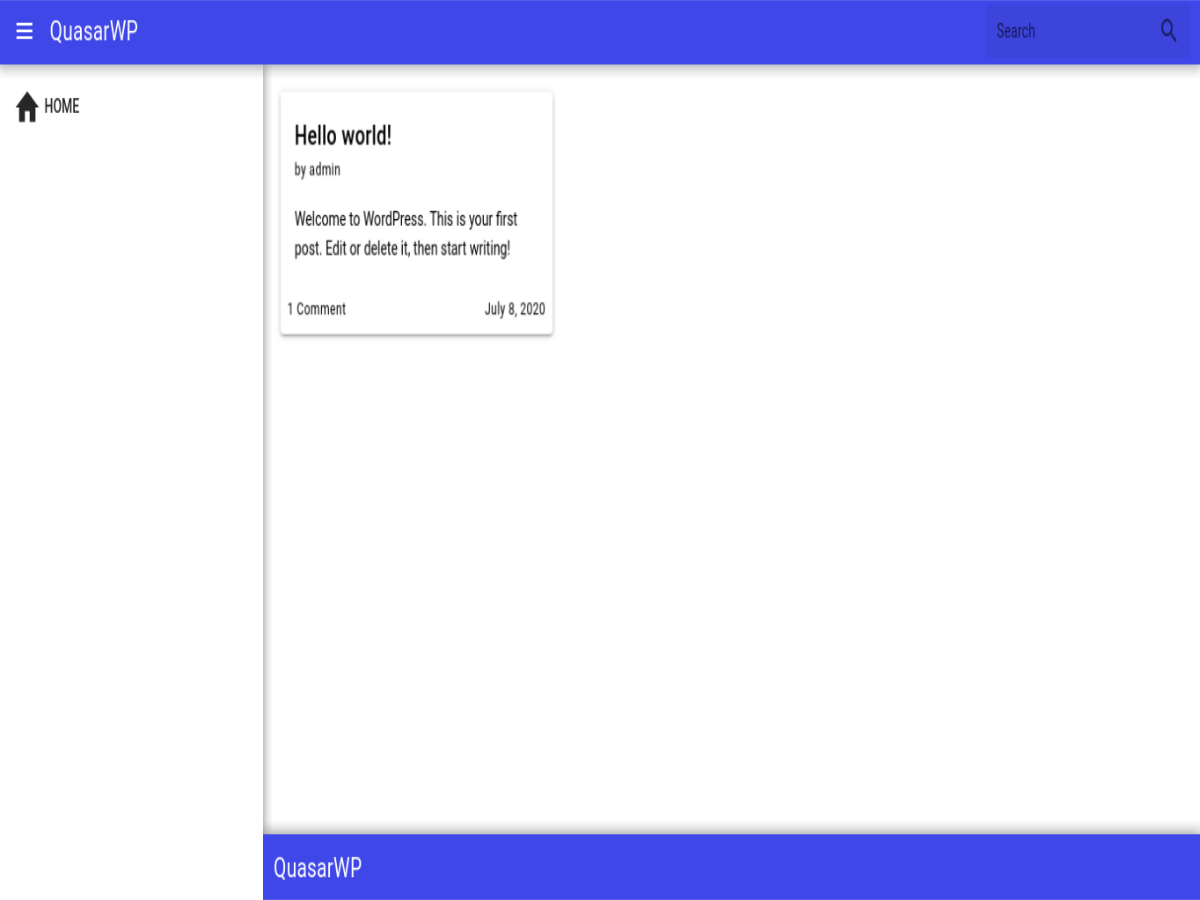 QuasarWP
Search
HOME
Hello world!
by admin
Welcome to WordPress. This is your first
post. Edit or delete it, then start writing!
1 Comment
July 8, 2020
QuasarWP